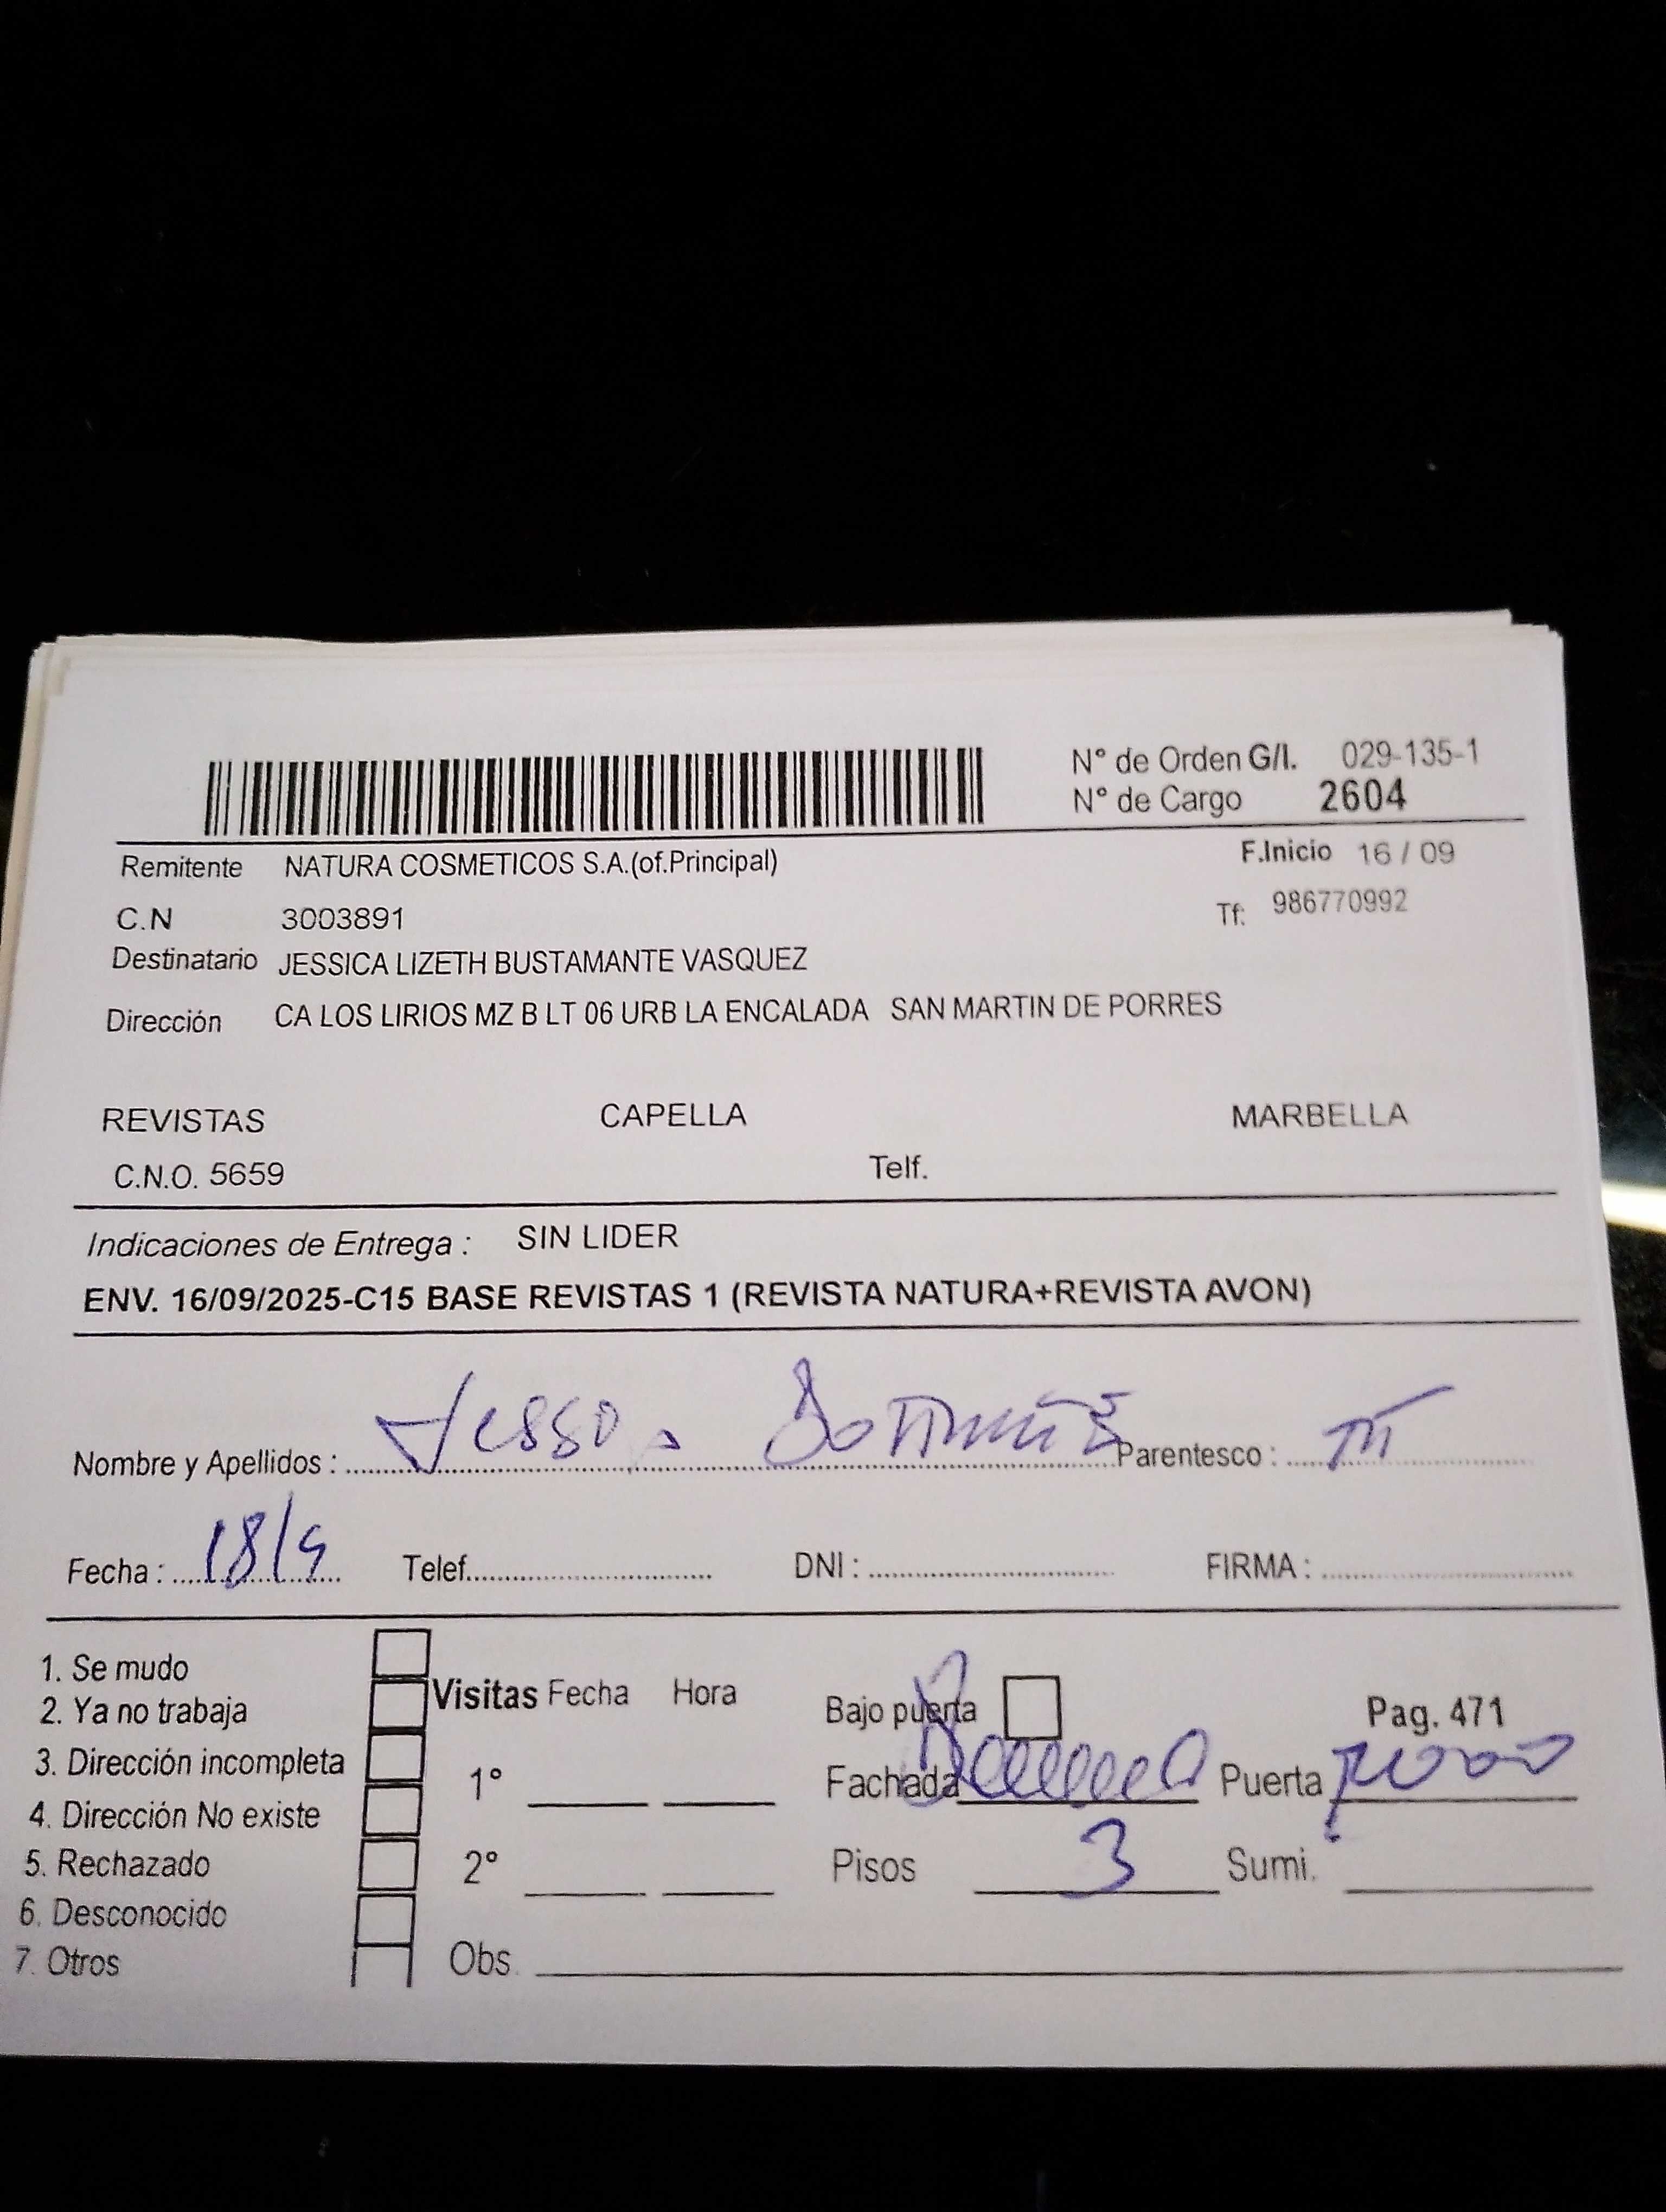 N° de Orden G/I. 029-135-1
N° de Cargo 2604
Remitente NATURA COSMETICOS S.A.(of.Principal) F.Inicio 16 / 09
C.N 3003891 Tf: 986770992
Destinatario JESSICA LIZETH BUSTAMANTE VASQUEZ
Dirección CA LOS LIRIOS MZ B LT 06 URB LA ENCALADA SAN MARTIN DE PORRES
REVISTAS CAPELLA MARBELLA
C.N.O. 5659 Telf.
Indicaciones de Entrega : SIN LIDER
ENV. 16/09/2025-C15 BASE REVISTAS 1 (REVISTA NATURA+REVISTA AVON)
Nombre y Apellidos : Parentesco :
Fecha : 18/9 Telef. DNI : FIRMA :
1. Se mudo
2. Ya no trabaja
3. Dirección incompleta
4. Dirección No existe
5. Rechazado
6. Desconocido
7. Otros
Visitas Fecha Hora
1°
2°
Obs.
Bajo puerta Pag. 471
Fachada Puerta
Pisos 3 Sumi.